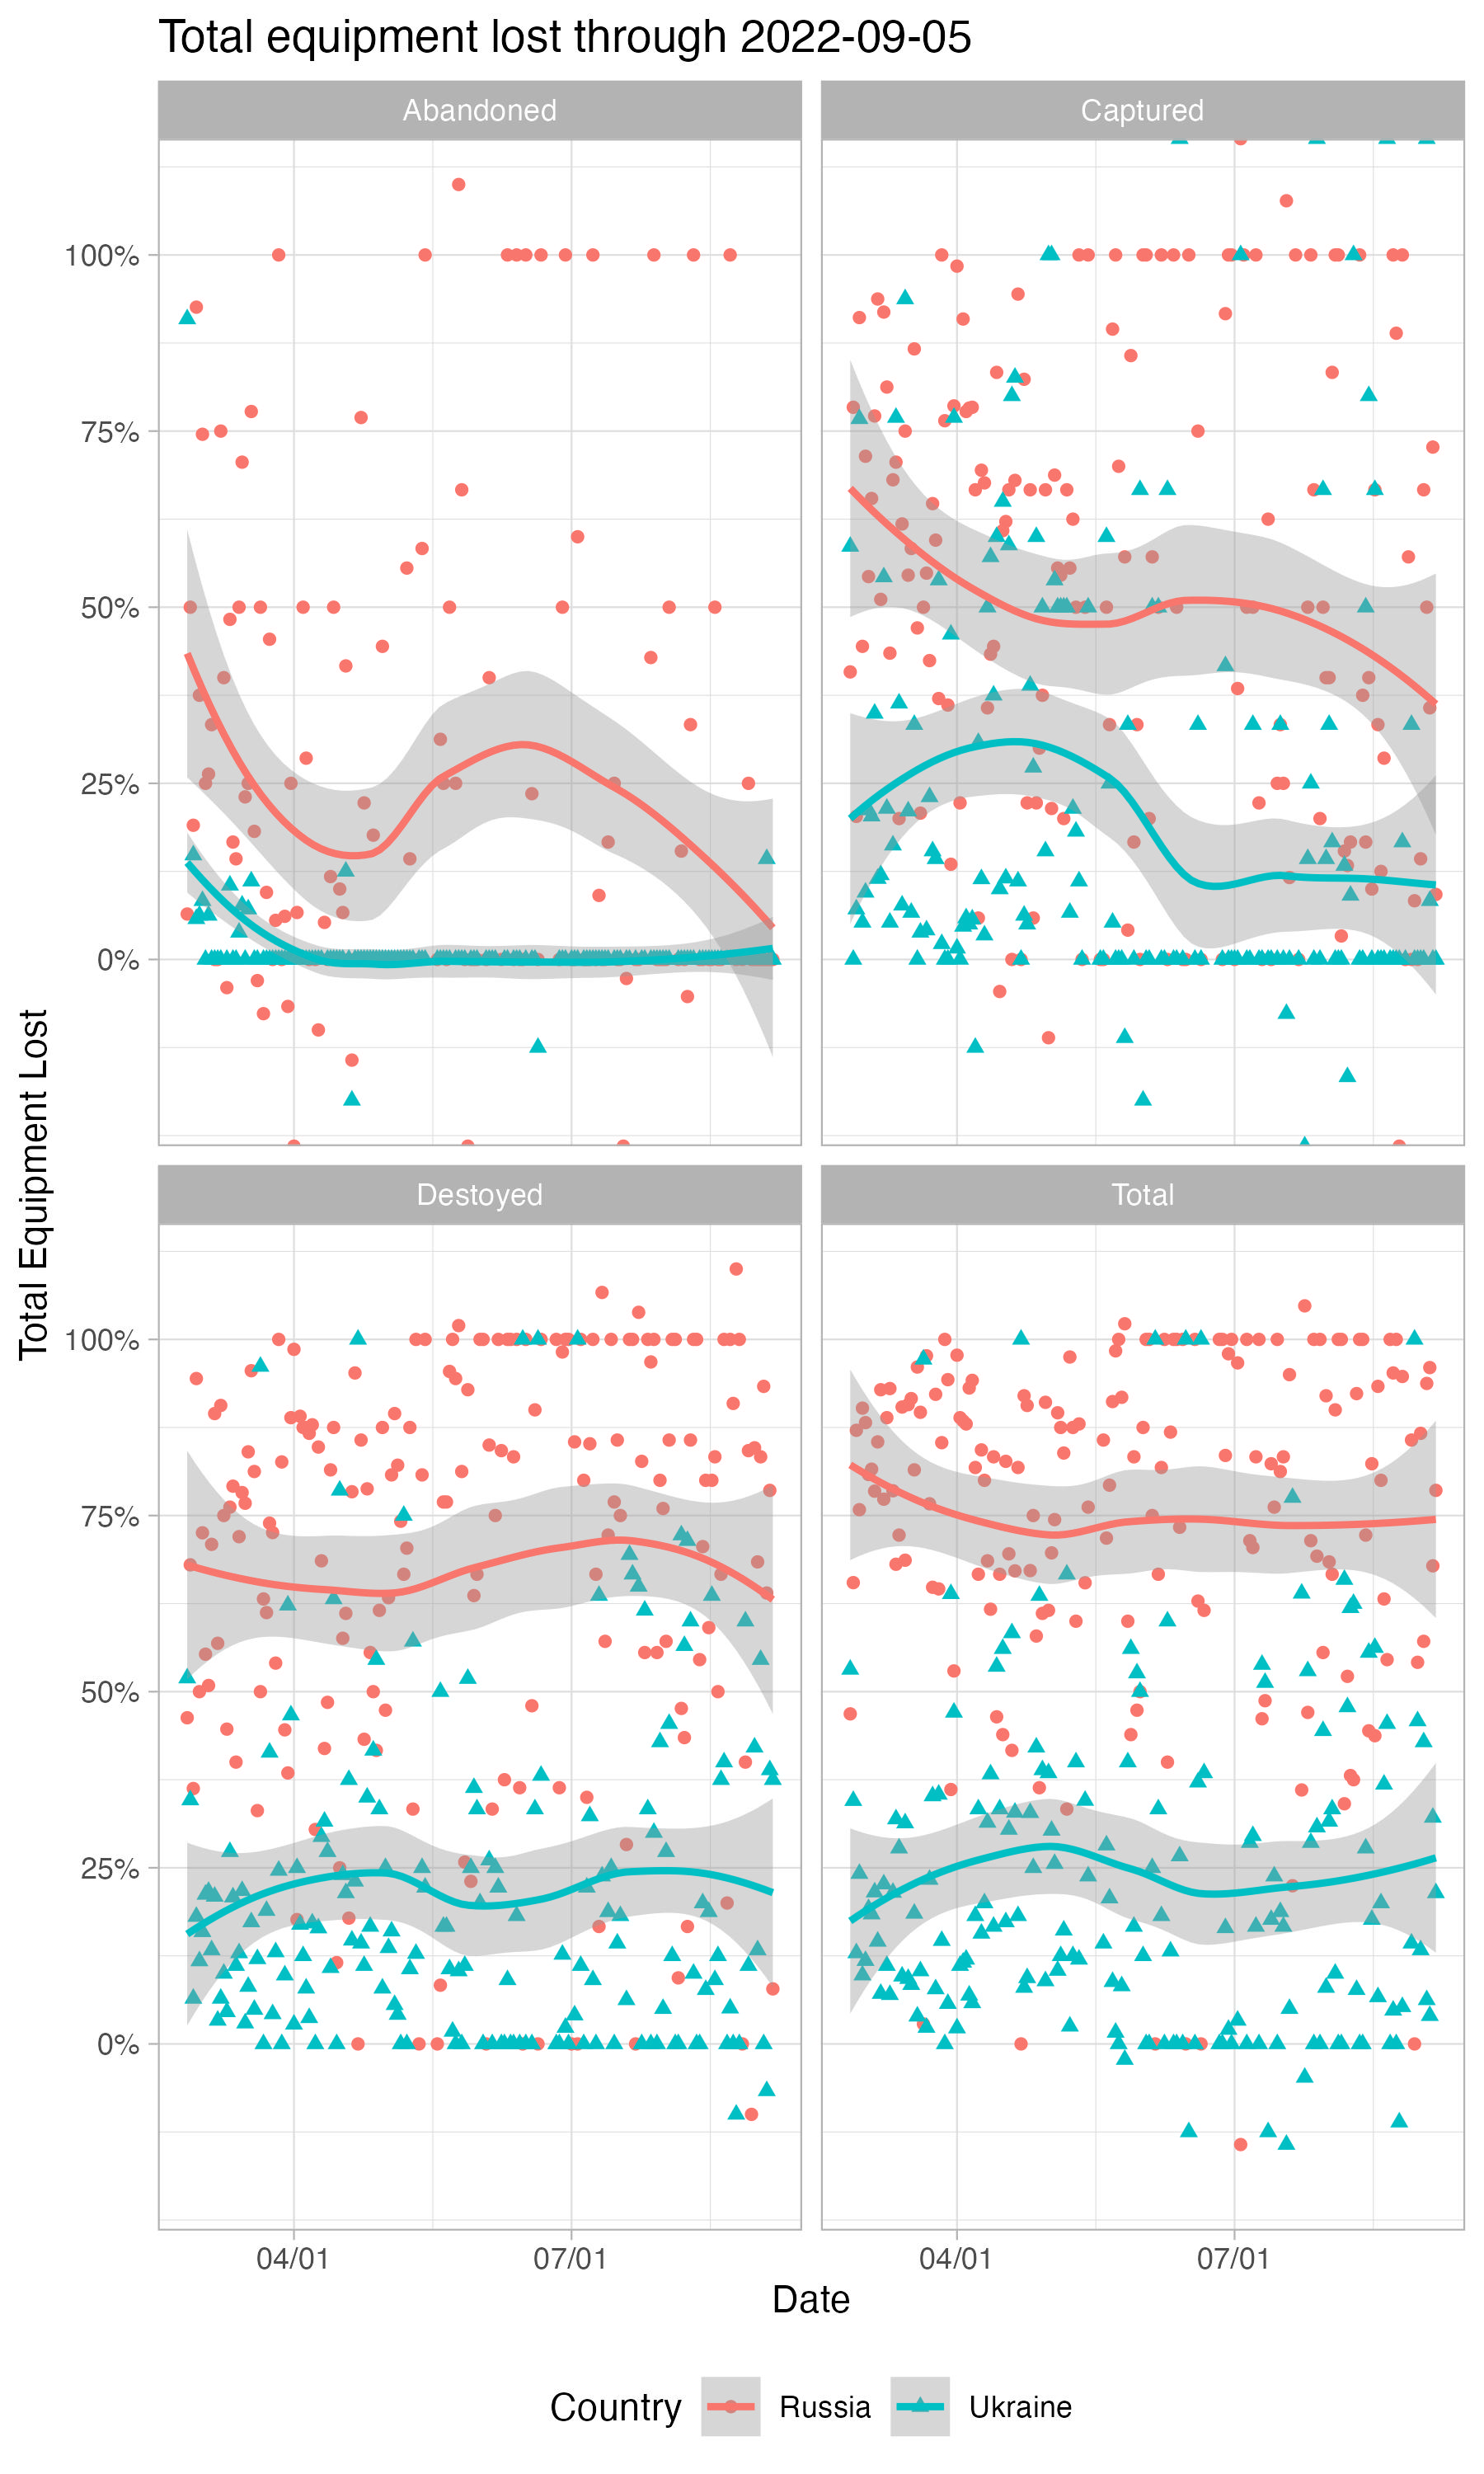 Total equipment lost through 2022-09-05
Abandoned
Captured
100%
75%
50%
25%
0%
Total Equipment Lost
Destoyed
Total
100%
75%
50%
25%
0%
04/01
07/01
04/01
07/01
Date
Country
Russia
Ukraine